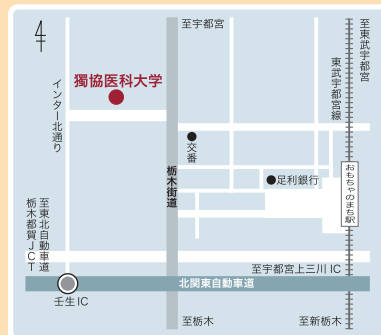 至宇都宮
至東武宇都宮
東武宇都宮線
獨協医科大学
インター北通り
交番
栃木街道
足利銀行
おもちゃのまち駅
至東北自動車道
栃木都賀JCT
至宇都宮上三川IC
北関東自動車道
壬生IC
至栃木
至新栃木